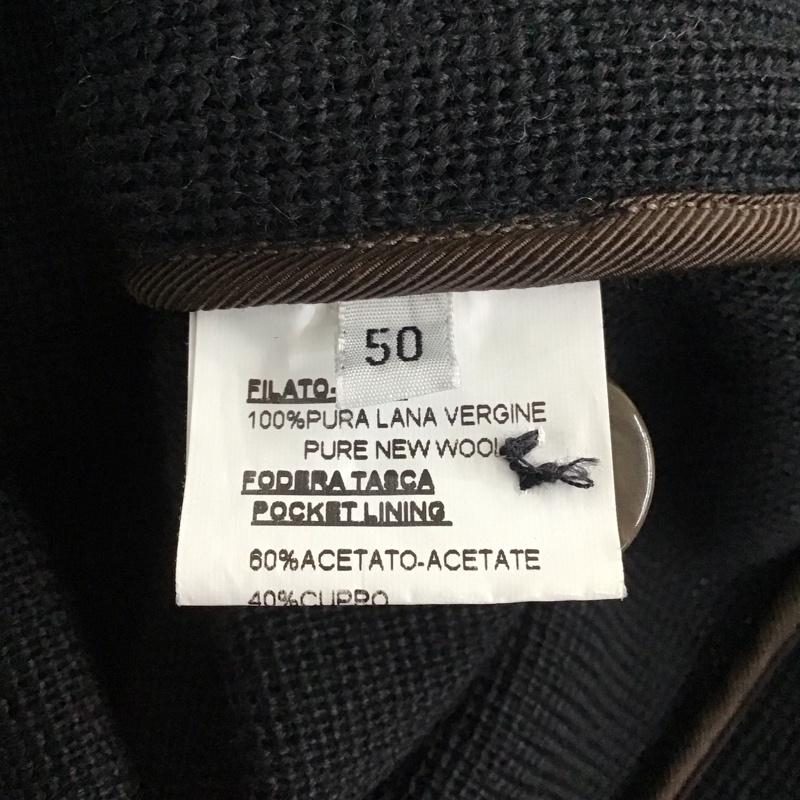 50
FILATO-
100%PURA LANA VERGINE
PURE NEW WOOL
FODERA TASCA
POCKET LINING
60%ACETATO-ACETATE
40%CUPRO